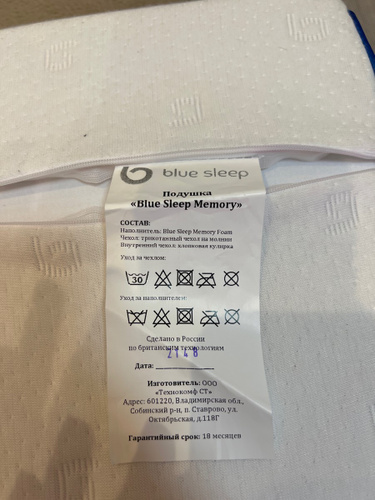 blue sleep
Подушка
«Blue Sleep Memory»
СОСТАВ:
Наполнитель: Blue Sleep Memory Foam
Чехол: трикотажный чехол на молнии
Внутренний чехол: хлопковая кулирка
Уход за чехлом:
30
Уход за наполнителем:
Сделано в России
по британским технологиям
2148
Дата:
Изготовитель: ООО
«Технокомф СТ»
Адрес: 601220, Владимирская обл.,
Собинский р-н, п. Ставрово, ул.
Октябрьская, д.118Г
Гарантийный срок: 18 месяцев